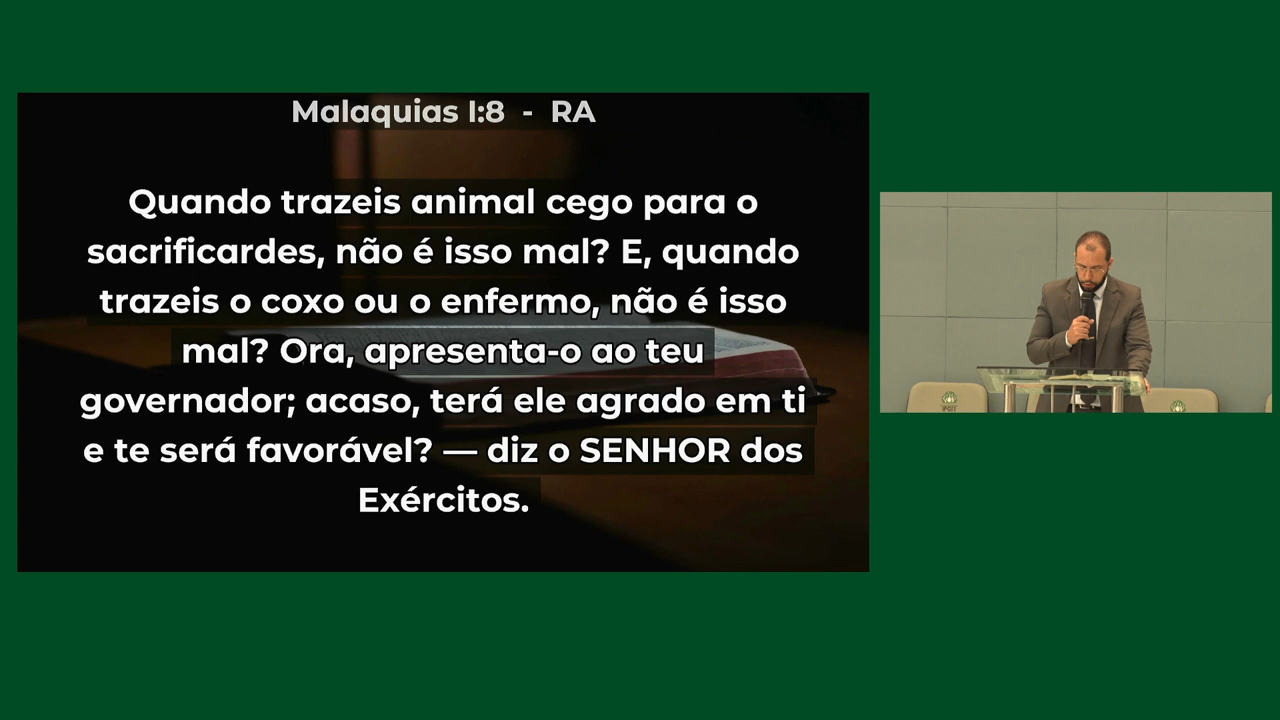 Malaquias 1:8 - RA
Quando trazeis animal cego para o
sacrificardes, não é isso mal? E, quando
trazeis o coxo ou o enfermo, não é isso
mal? Ora, apresenta-o ao teu
governador; acaso, terá ele agrado em ti
e te será favorável? — diz o SENHOR dos
Exércitos.